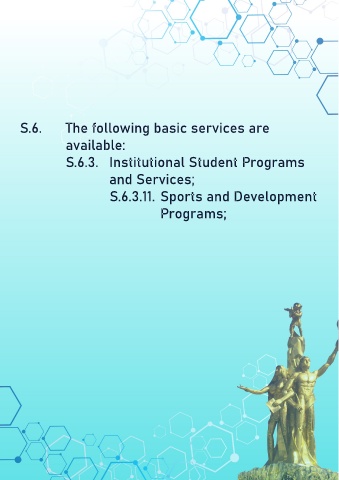 S.6. The following basic services are
available:
S.6.3. Institutional Student Programs
and Services;
S.6.3.11. Sports and Development
Programs;